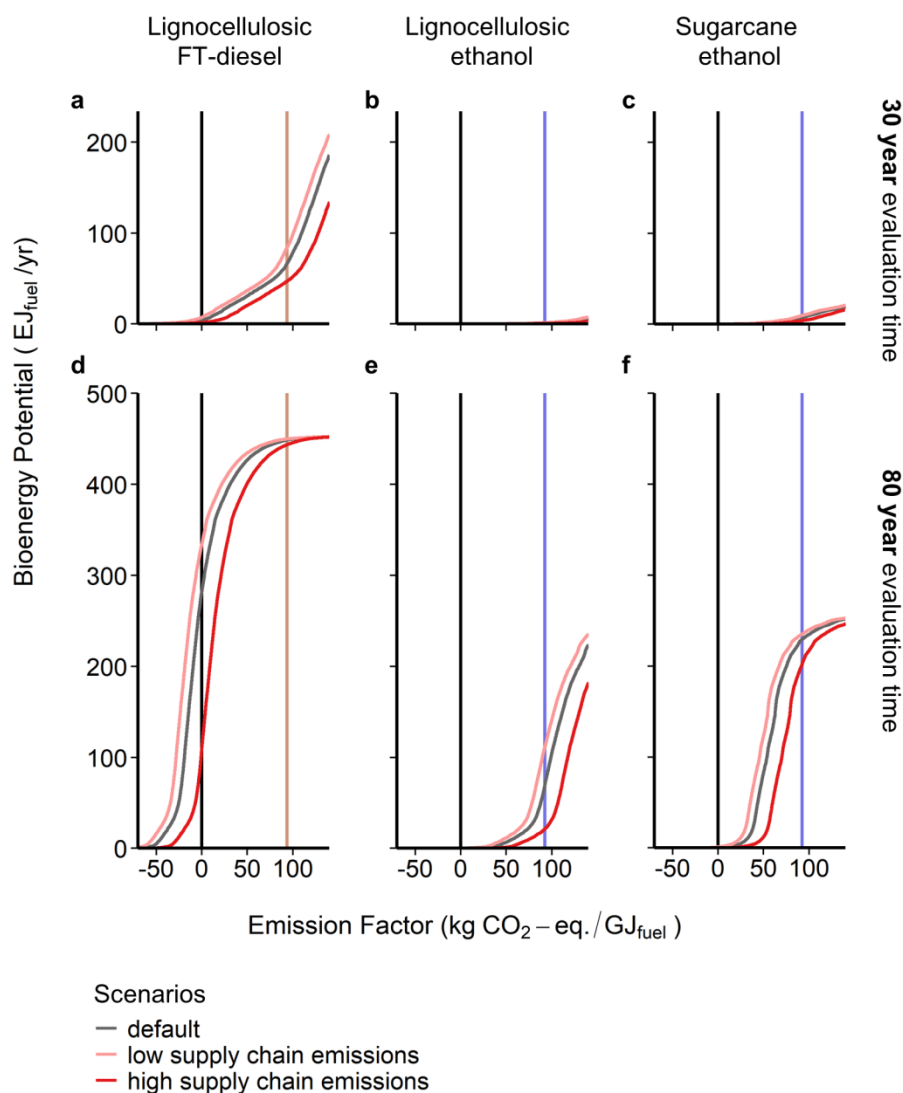 Lignocellulosic
FT-diesel
Lignocellulosic
ethanol
Sugarcane
ethanol
a
b
c
200
100
0
30 year evaluation time
Bioenergy Potential ( EJfuel /yr)
d
e
f
500
400
300
200
100
0
80 year evaluation time
-50 0 50 100
-50 0 50 100
-50 0 50 100
Emission Factor (kg CO2 – eq. / GJfuel )
Scenarios
default
low supply chain emissions
high supply chain emissions